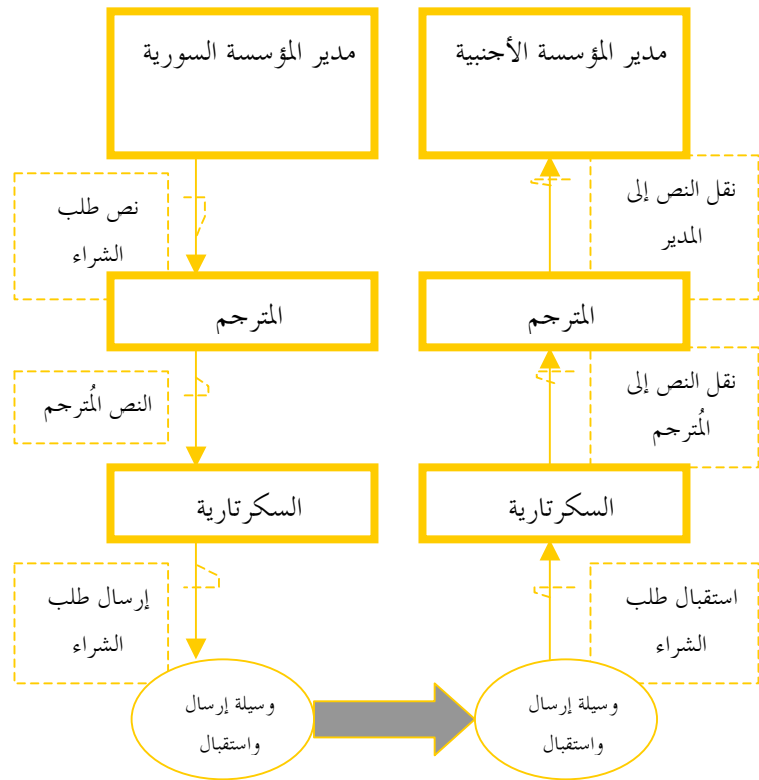 مدير المؤسسة الأجنبية
مدير المؤسسة السورية
نقل النص إلى
المدير
نص طلب
الشراء
المترجم
المترجم
نقل النص إلى
المُترجم
النص المُترجم
السكرتارية
السكرتارية
استقبال طلب
الشراء
إرسال طلب
الشراء
وسيلة إرسال
واستقبال
وسيلة إرسال
واستقبال